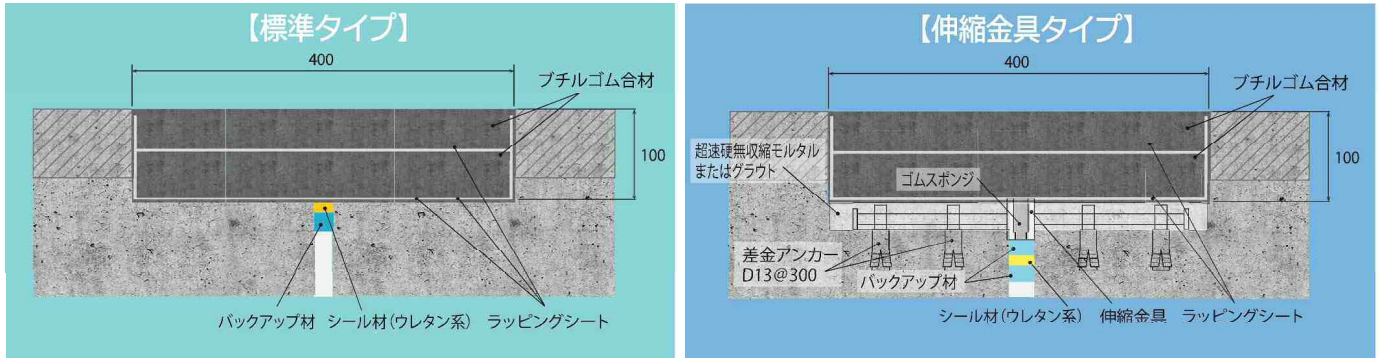 【標準タイプ】
400
ブチルゴム合材
100
バックアップ材 シール材(ウレタン系) ラッピングシート
【伸縮金具タイプ】
400
ブチルゴム合材
超速硬無収縮モルタル
またはグラウト
100
ゴムスポンジ
差金アンカー
D13@300
バックアップ材
シール材(ウレタン系) 伸縮金具 ラッピングシート